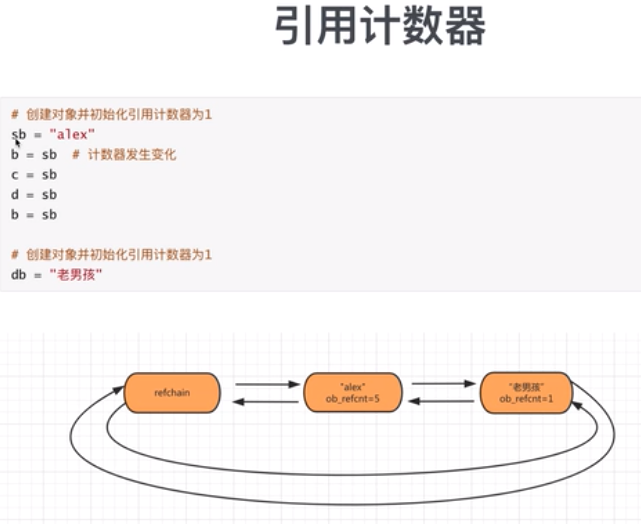 引用计数器
# 创建对象并初始化引用计数器为1
sb = "alex"
b = sb  # 计数器发生变化
c = sb
d = sb
b = sb
# 创建对象并初始化引用计数器为1
db = "老男孩"
refchain
"alex"
ob_refcnt=5
"老男孩"
ob_refcnt=1